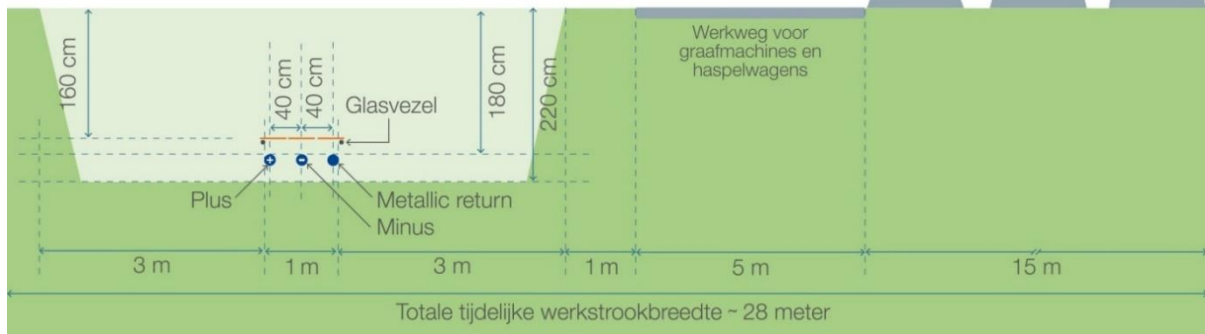 Werkweg voor
graafmachines en
haspelwagens
160 cm
40 cm
40 cm
180 cm
220 cm
Glasvezel
+
−
Plus
Metallic return
Minus
3 m
1 m
3 m
1 m
5 m
15 m
Totale tijdelijke werkstrookbreedte ~ 28 meter